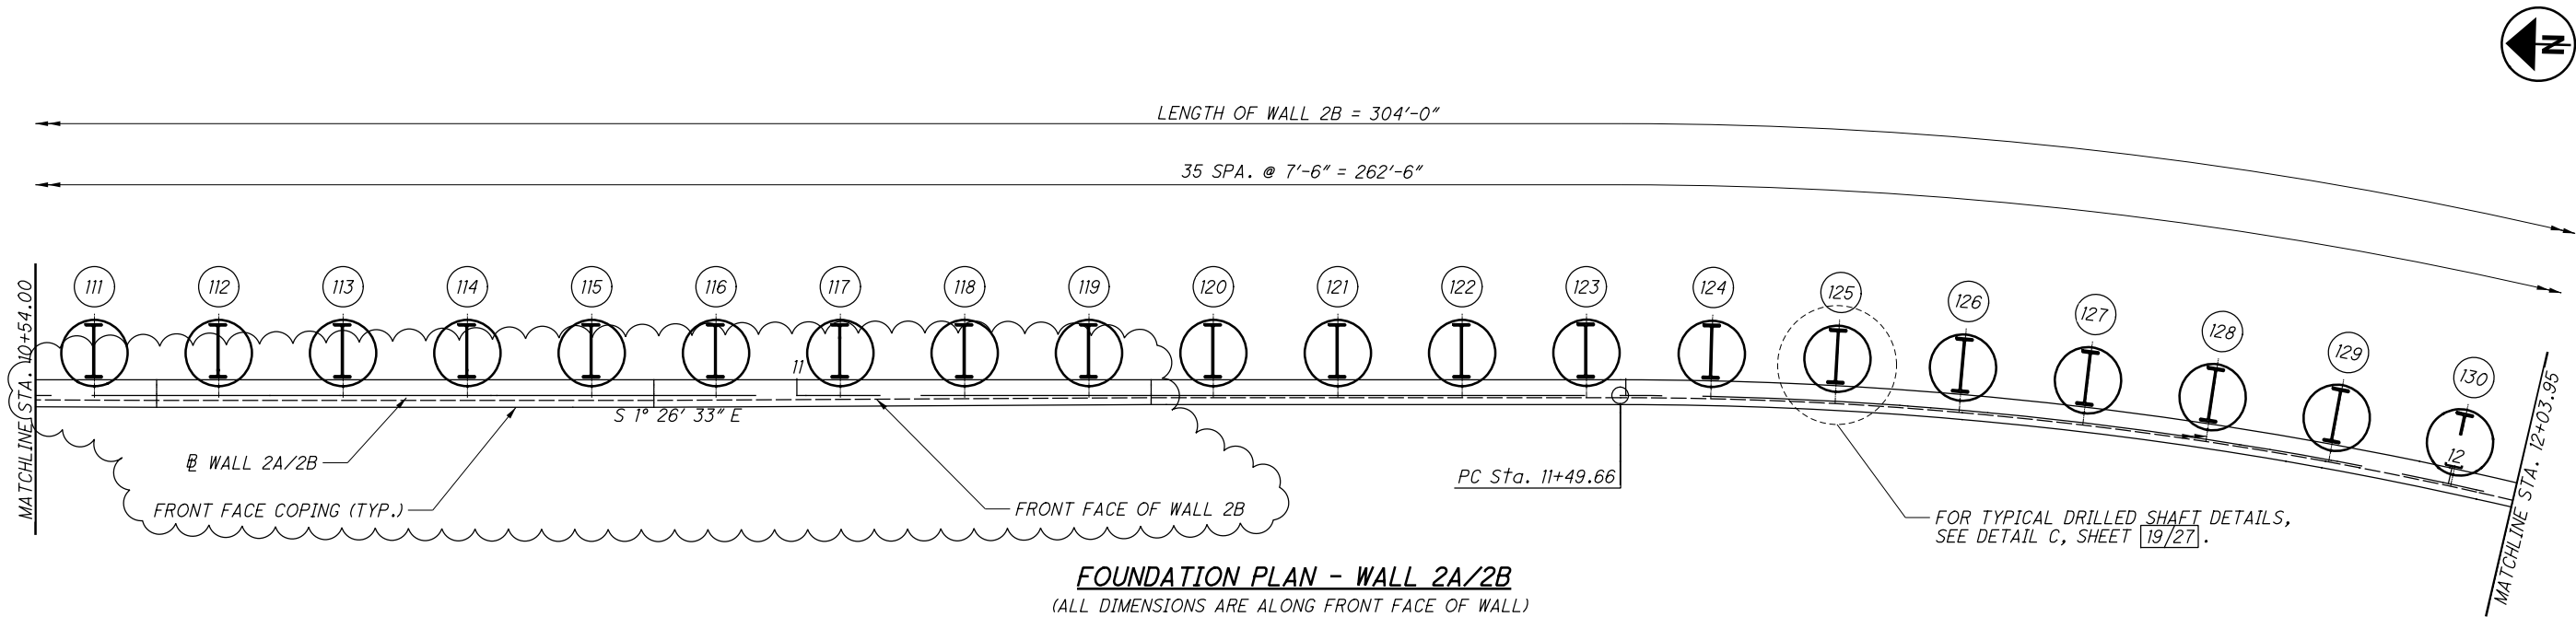 N
LENGTH OF WALL 2B = 304'-0"
35 SPA. @ 7'-6" = 262'-6"
MATCHLINE STA. 10+54.00
111 112 113 114 115 116 117 118 119 120 121 122 123 124 125 126 127 128 129 130
11
S 1° 26' 33" E
12
℄ WALL 2A/2B
PC Sta. 11+49.66
FRONT FACE COPING (TYP.)
FRONT FACE OF WALL 2B
FOR TYPICAL DRILLED SHAFT DETAILS,
SEE DETAIL C, SHEET 19/27.
MATCHLINE STA. 12+03.95
FOUNDATION PLAN - WALL 2A/2B
(ALL DIMENSIONS ARE ALONG FRONT FACE OF WALL)